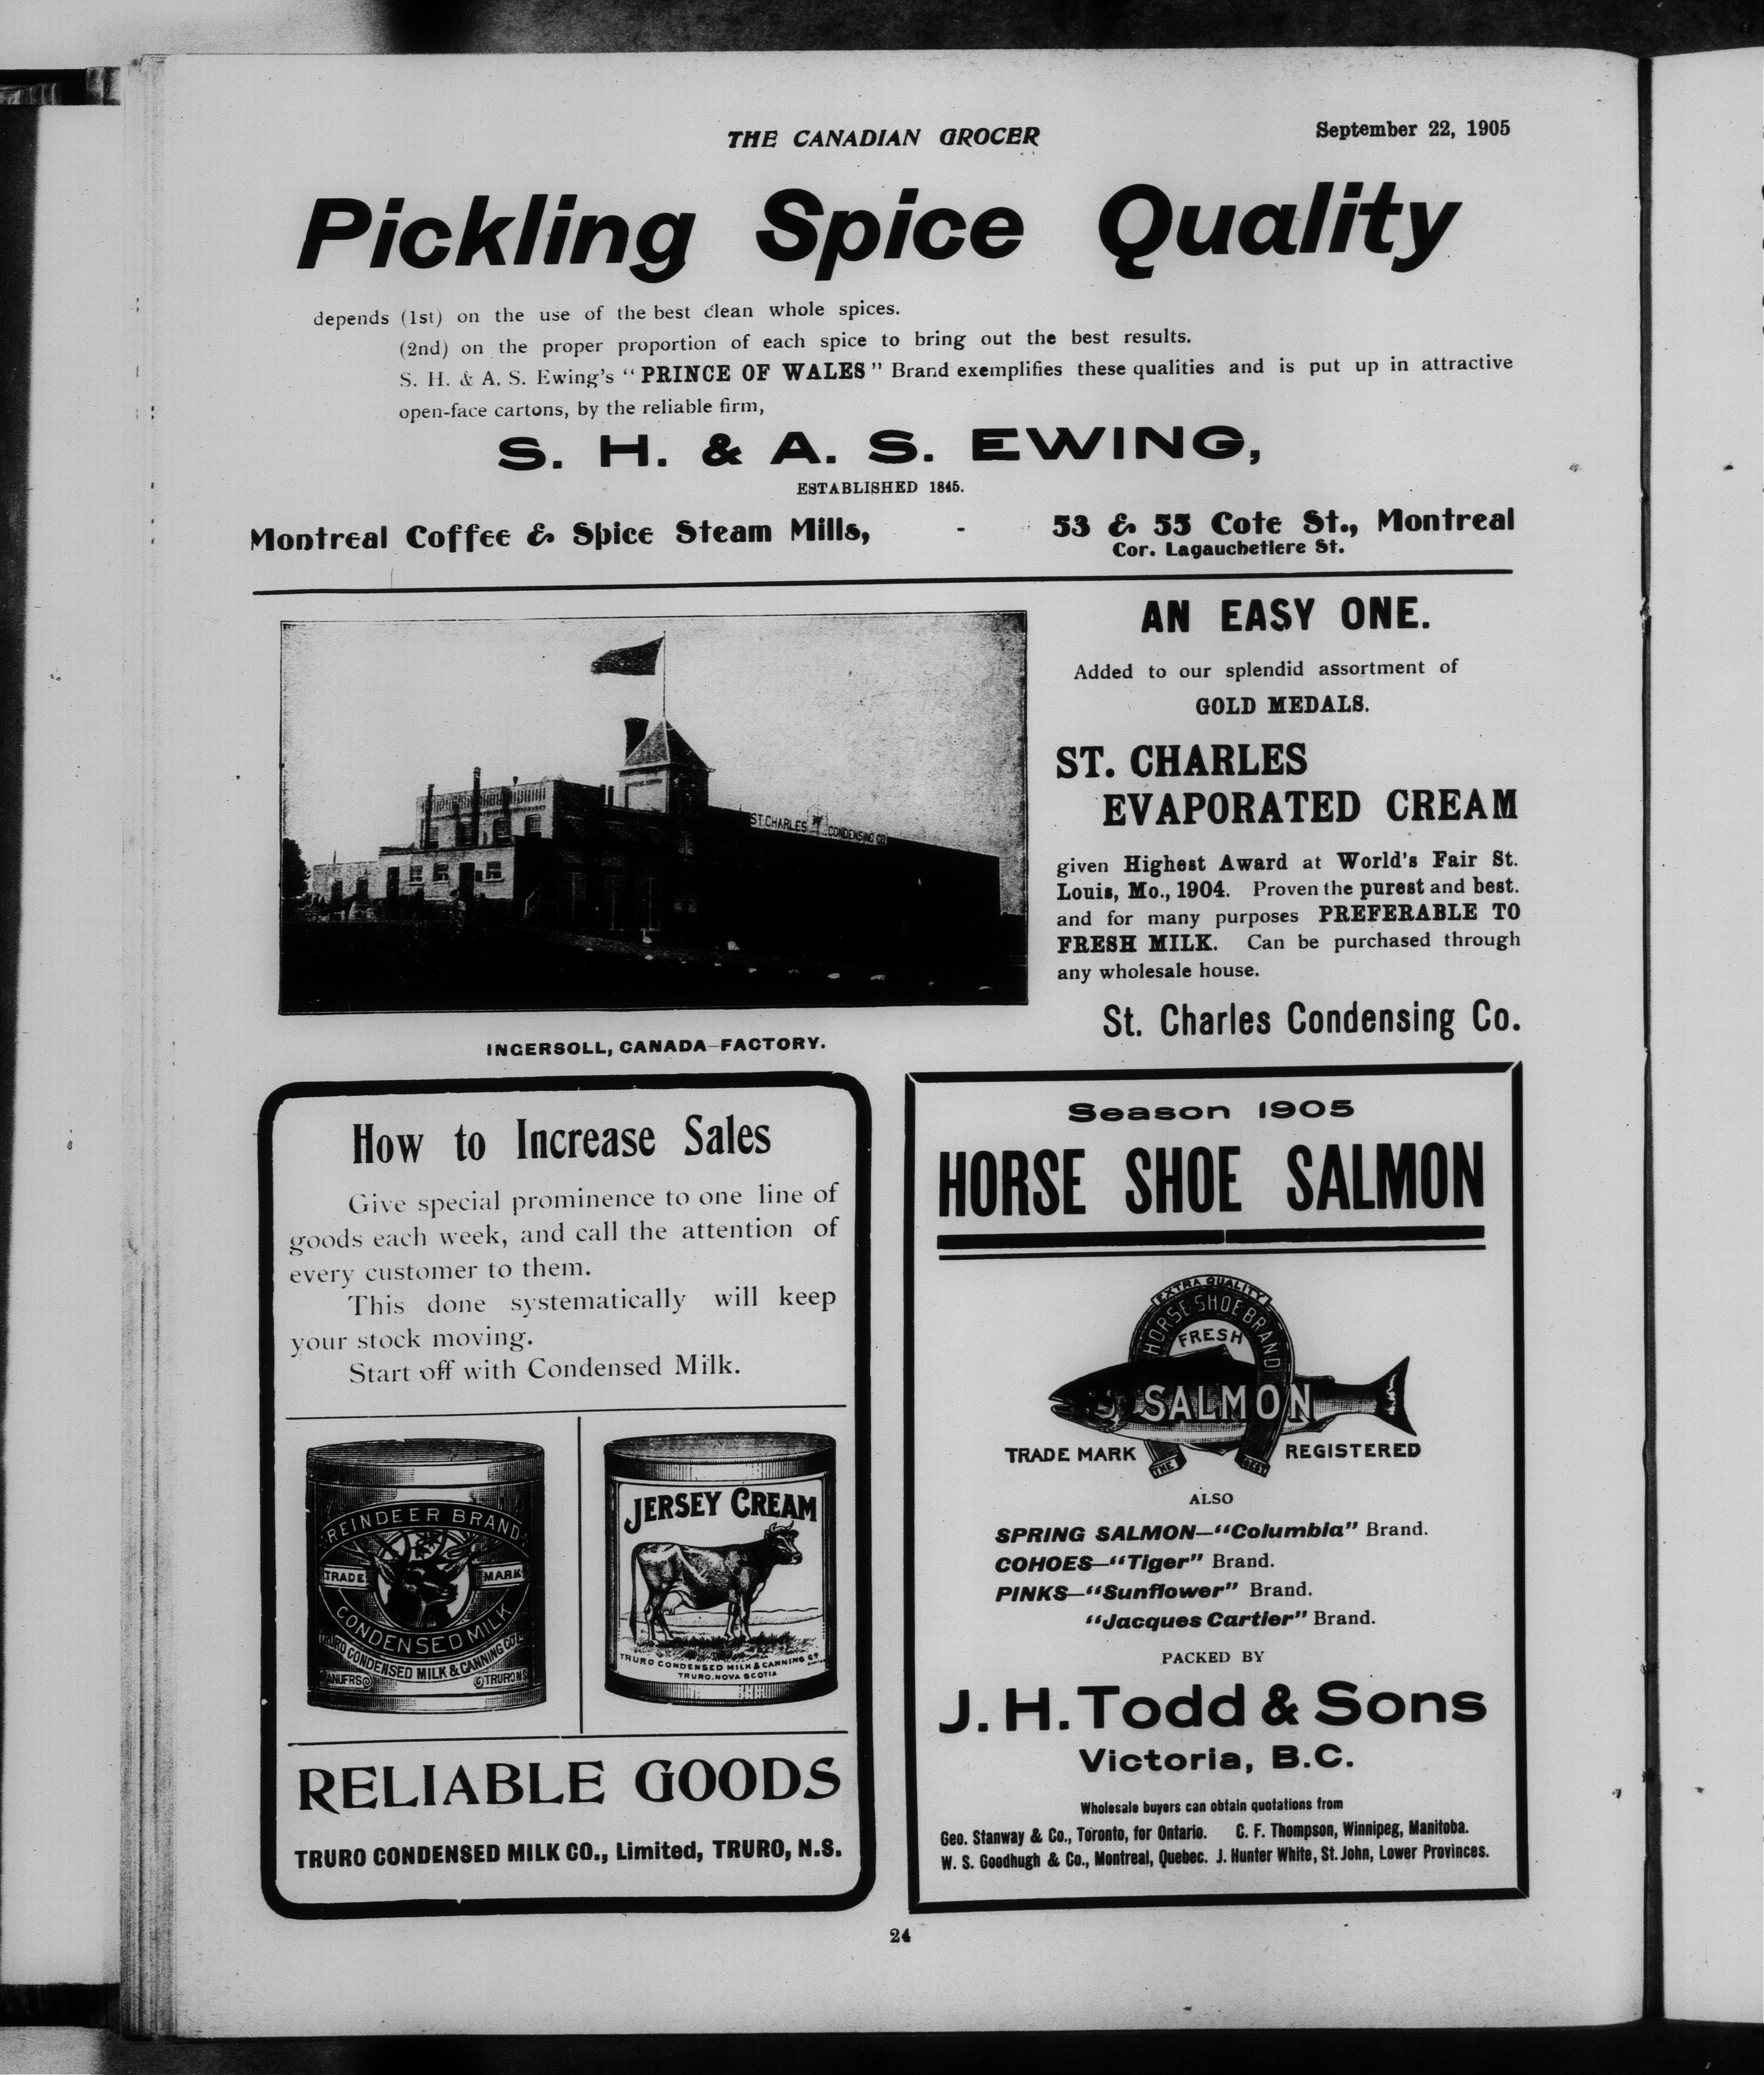 THE CANADIAN GROCER
September 22, 1905
Pickling Spice Quality
depends (1st) on the use of the best clean whole spices.
(2nd) on the proper proportion of each spice to bring out the best results.
S. H. & A. S. Ewing's "PRINCE OF WALES" Brand exemplifies these qualities and is put up in attractive
open-face cartons, by the reliable firm,
S. H. & A. S. EWING,
ESTABLISHED 1845.
Montreal Coffee & Spice Steam Mills, - 53 & 55 Cote St., Montreal
Cor. Lagauchetiere St.
ST. CHARLES CONDENSING CO.
INGERSOLL, CANADA—FACTORY.
AN EASY ONE.
Added to our splendid assortment of
GOLD MEDALS.
ST. CHARLES
EVAPORATED CREAM
given Highest Award at World's Fair St.
Louis, Mo., 1904. Proven the purest and best.
and for many purposes PREFERABLE TO
FRESH MILK. Can be purchased through
any wholesale house.
St. Charles Condensing Co.
How to Increase Sales
Give special prominence to one line of
goods each week, and call the attention of
every customer to them.
This done systematically will keep
your stock moving.
Start off with Condensed Milk.
REINDEER BRAND
TRADE MARK
CONDENSED MILK
TRURO CONDENSED MILK & CANNING CO.
MANUFRS TRURO N.S.
JERSEY CREAM
TRURO CONDENSED MILK & CANNING CO. LIMITED
TRURO, NOVA SCOTIA
RELIABLE GOODS
TRURO CONDENSED MILK CO., Limited, TRURO, N.S.
Season 1905
HORSE SHOE SALMON
EXTRA QUALITY
HORSE SHOE BRAND
FRESH
SALMON
TRADE MARK REGISTERED
THE BEST
ALSO
SPRING SALMON—"Columbia" Brand.
COHOES—"Tiger" Brand.
PINKS—"Sunflower" Brand.
"Jacques Cartier" Brand.
PACKED BY
J. H. Todd & Sons
Victoria, B.C.
Wholesale buyers can obtain quotations from
Geo. Stanway & Co., Toronto, for Ontario. C. F. Thompson, Winnipeg, Manitoba.
W. S. Goodhugh & Co., Montreal, Quebec. J. Hunter White, St. John, Lower Provinces.
24